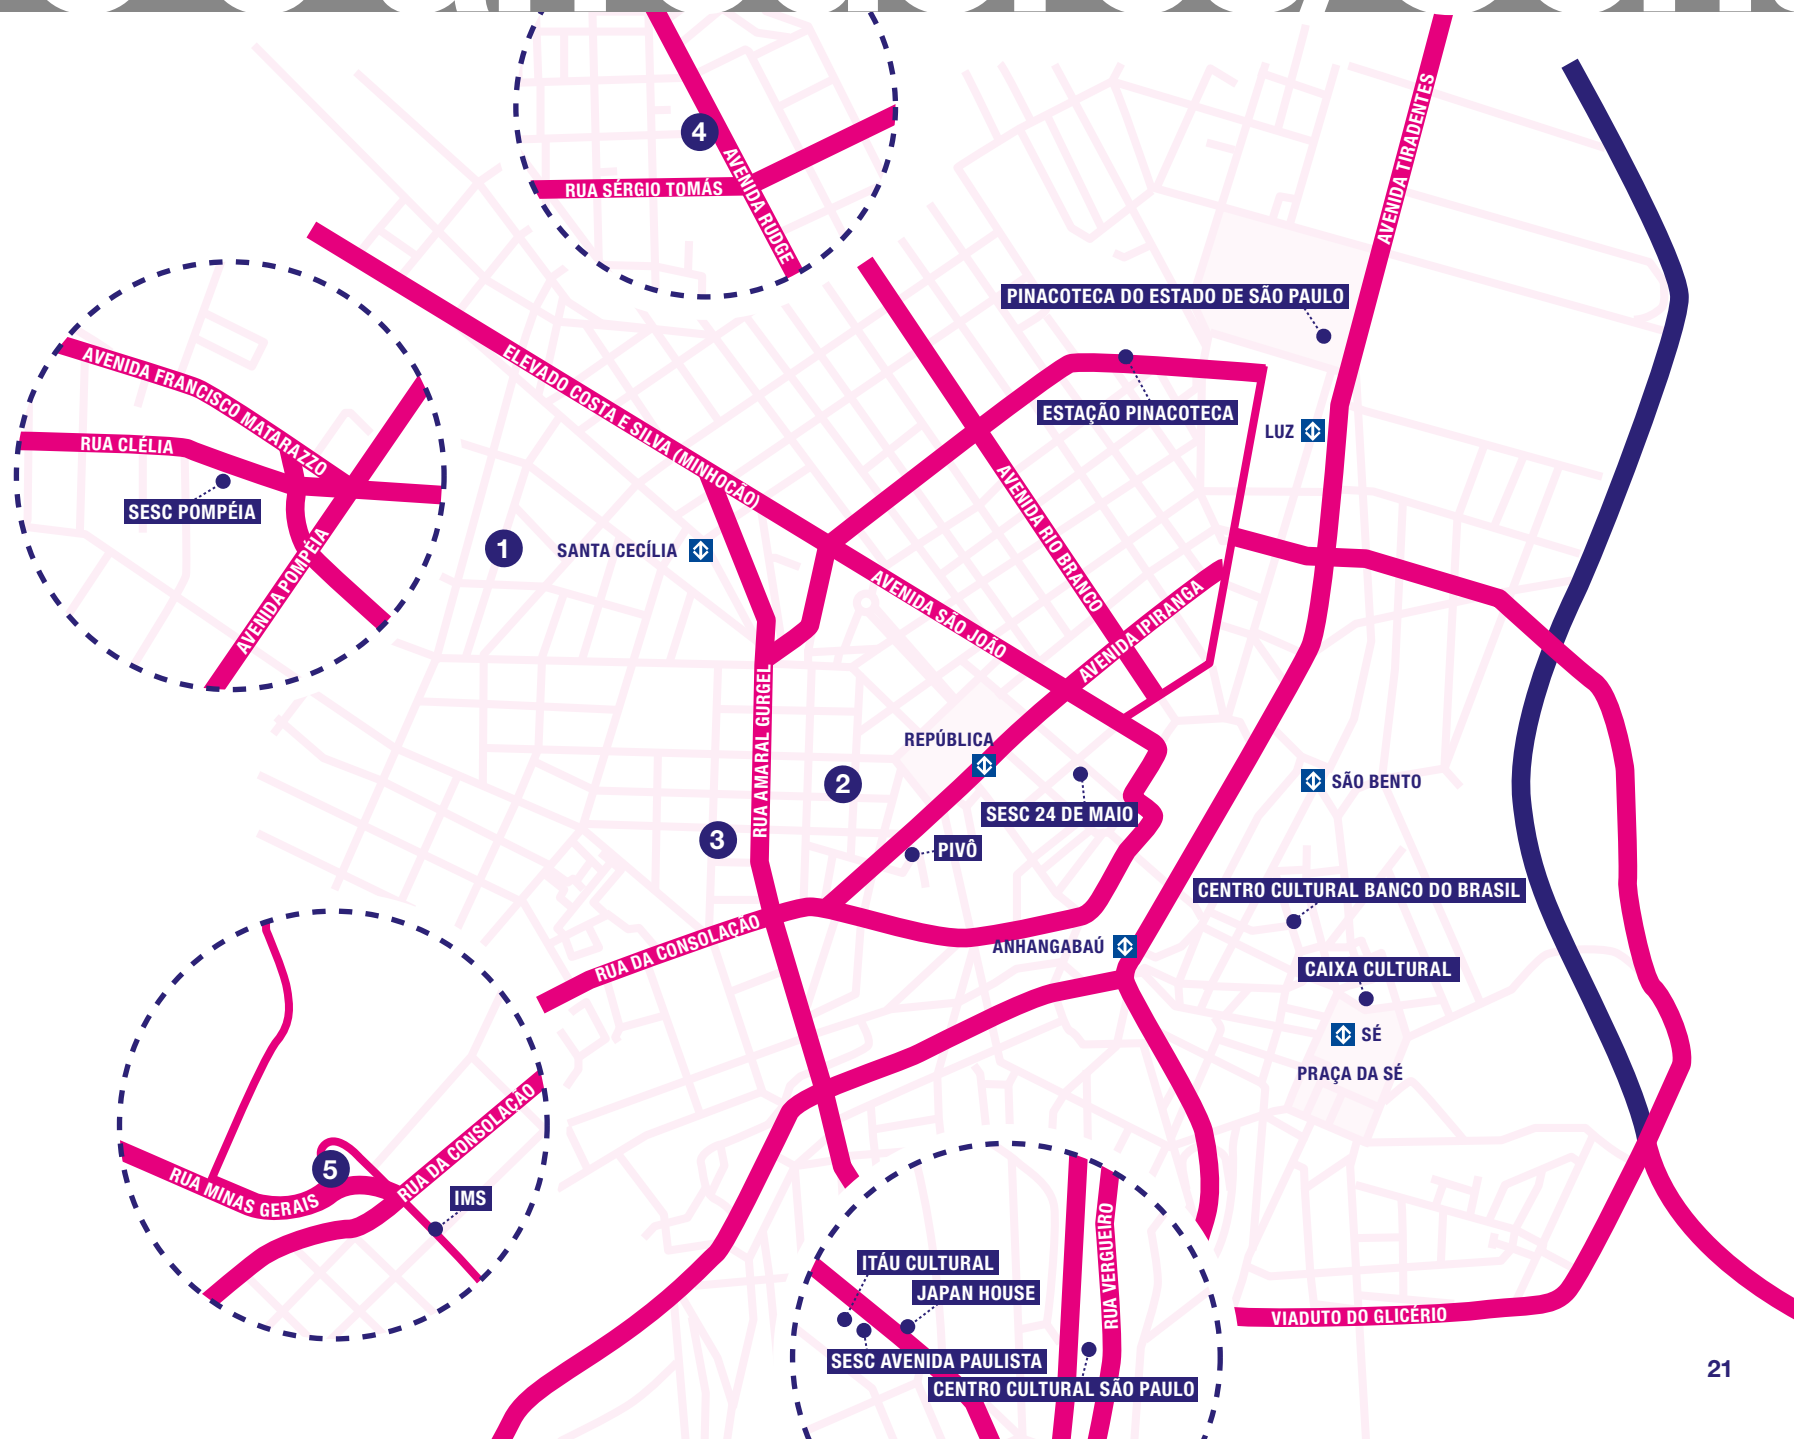 4
AVENIDA RUDGE
RUA SÉRGIO TOMÁS
AVENIDA TIRADENTES
PINACOTECA DO ESTADO DE SÃO PAULO
ELEVADO COSTA E SILVA (MINHOCÃO)
AVENIDA FRANCISCO MATARAZZO
RUA CLÉLIA
SESC POMPÉIA
AVENIDA POMPÉIA
ESTAÇÃO PINACOTECA
LUZ
AVENIDA RIO BRANCO
1
SANTA CECÍLIA
AVENIDA SÃO JOÃO
AVENIDA IPIRANGA
RUA AMARAL GURGEL
REPÚBLICA
2
SESC 24 DE MAIO
SÃO BENTO
3
PIVÔ
CENTRO CULTURAL BANCO DO BRASIL
RUA DA CONSOLAÇÃO
ANHANGABAÚ
CAIXA CULTURAL
SÉ
PRAÇA DA SÉ
RUA DA CONSOLAÇÃO
5
RUA MINAS GERAIS
IMS
RUA VERGUEIRO
ITÁU CULTURAL
JAPAN HOUSE
SESC AVENIDA PAULISTA
CENTRO CULTURAL SÃO PAULO
VIADUTO DO GLICÉRIO
21